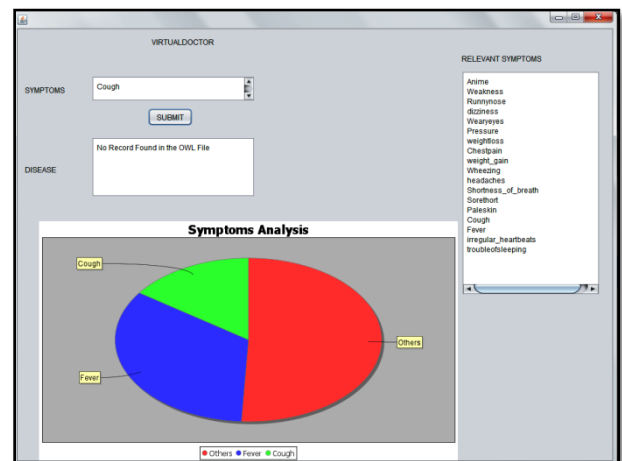 VIRTUALDOCTOR
SYMPTOMS
Cough
SUBMIT
DISEASE
No Record Found in the OWL File
RELEVANT SYMPTOMS
Anime
Weakness
Runnynose
dizziness
Wearyeyes
Pressure
weightloss
Chestpain
weight_gain
Wheezing
headaches
Shortness_of_breath
Sorethort
Paleskin
Cough
Fever
irregular_heartbeats
troubleofsleeping
Symptoms Analysis
Cough
Others
Fever
Others Fever Cough